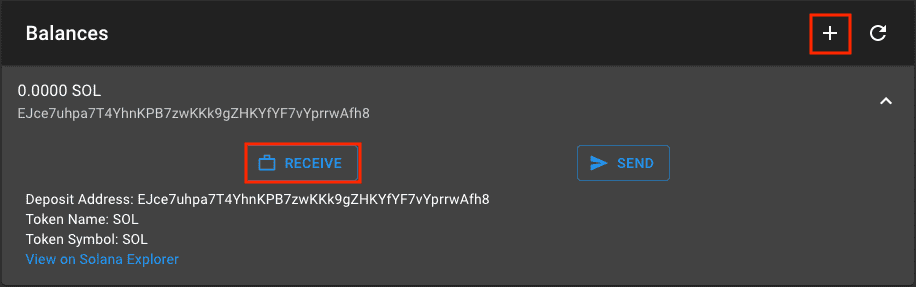 Balances
0.0000 SOL
EJce7uhpa7T4YhnKPB7zwKKk9gZHKYfYF7vYprrwAfh8
RECEIVE
SEND
Deposit Address: EJce7uhpa7T4YhnKPB7zwKKk9gZHKYfYF7vYprrwAfh8
Token Name: SOL
Token Symbol: SOL
View on Solana Explorer